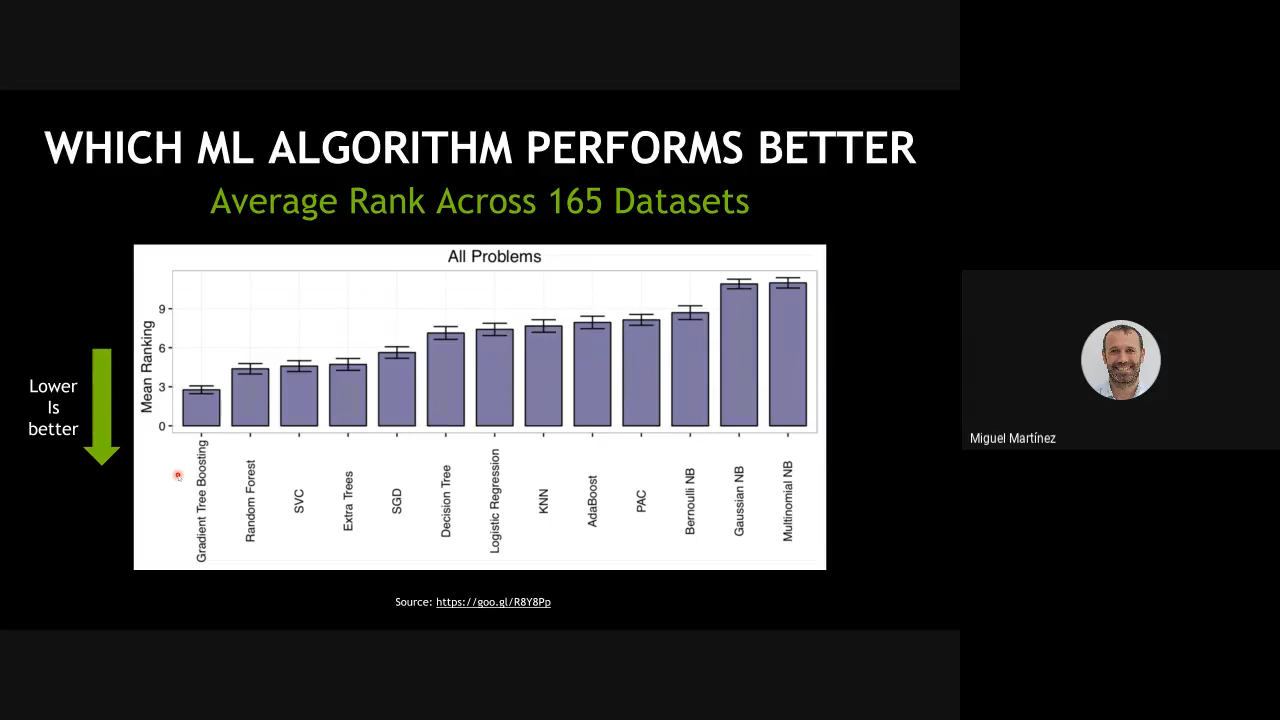 WHICH ML ALGORITHM PERFORMS BETTER
Average Rank Across 165 Datasets
All Problems
Mean Ranking
9
6
3
0
Lower
Is
better
Gradient Tree Boosting
Random Forest
SVC
Extra Trees
SGD
Decision Tree
Logistic Regression
KNN
AdaBoost
PAC
Bernoulli NB
Gaussian NB
Multinomial NB
Source: https://goo.gl/R8Y8Pp
Miguel Martínez